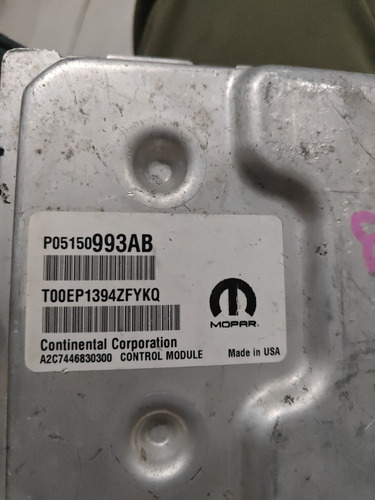 P05150993AB
T00EP1394ZFYKQ
MOPAR
Continental Corporation
A2C7446830300 CONTROL MODULE Made in USA